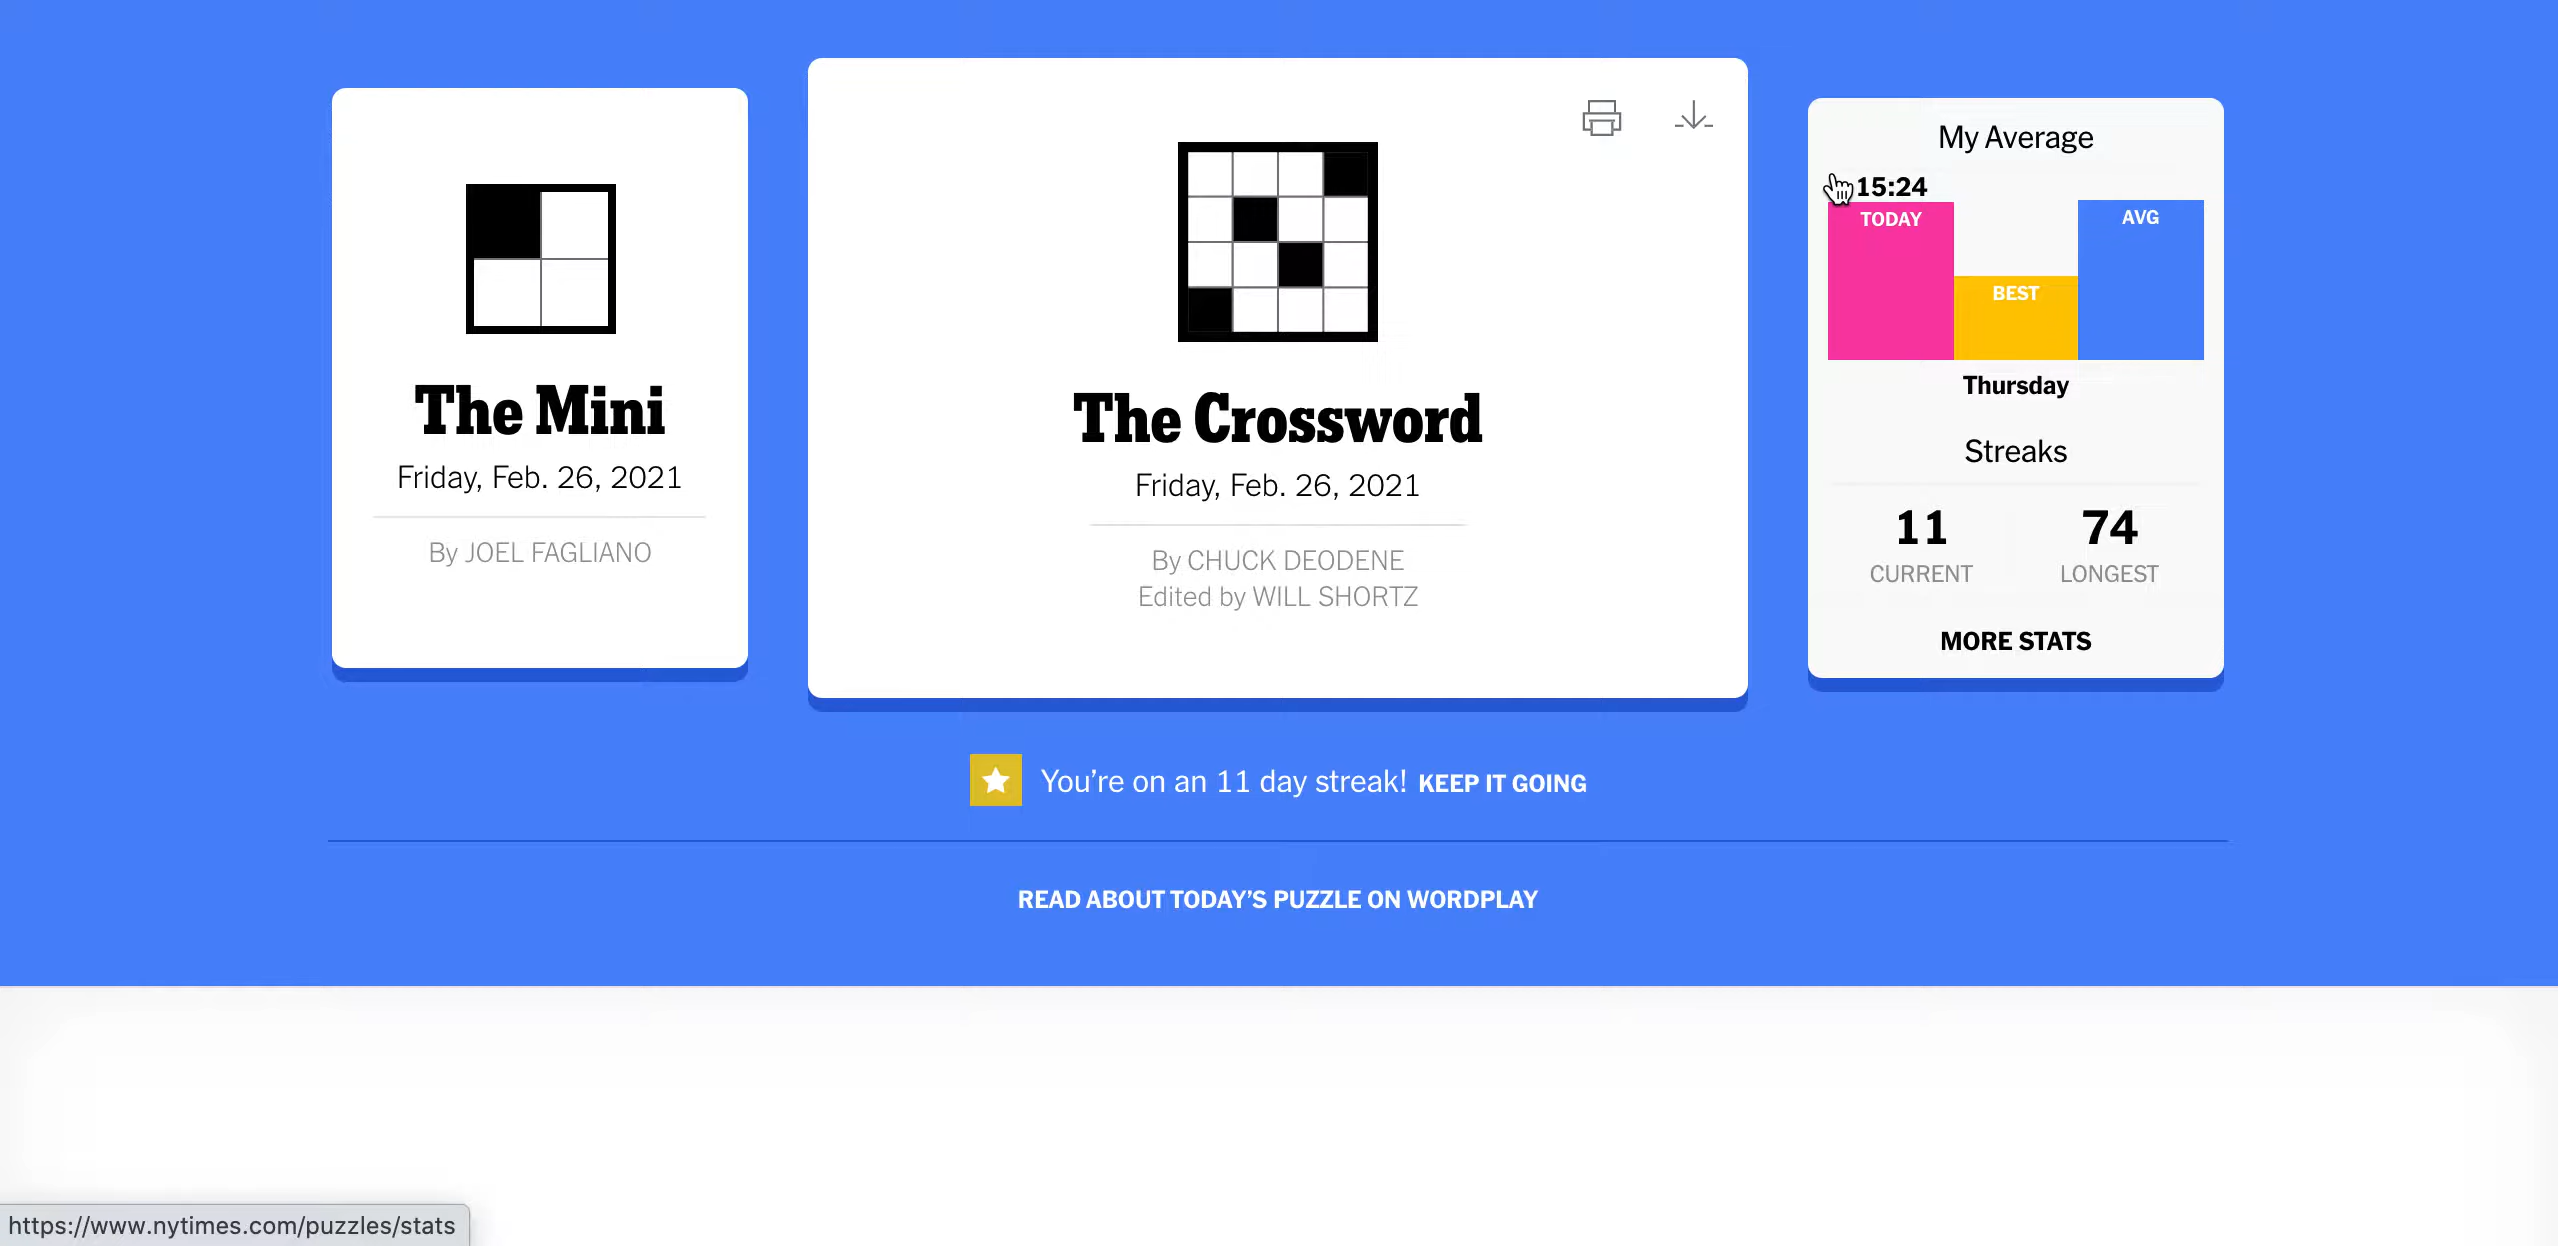 The Mini
Friday, Feb. 26, 2021
By JOEL FAGLIANO
The Crossword
Friday, Feb. 26, 2021
By CHUCK DEODENE
Edited by WILL SHORTZ
My Average
15:24
TODAY
BEST
AVG
Thursday
Streaks
11 74
CURRENT LONGEST
MORE STATS
You’re on an 11 day streak! KEEP IT GOING
READ ABOUT TODAY’S PUZZLE ON WORDPLAY
https://www.nytimes.com/puzzles/stats